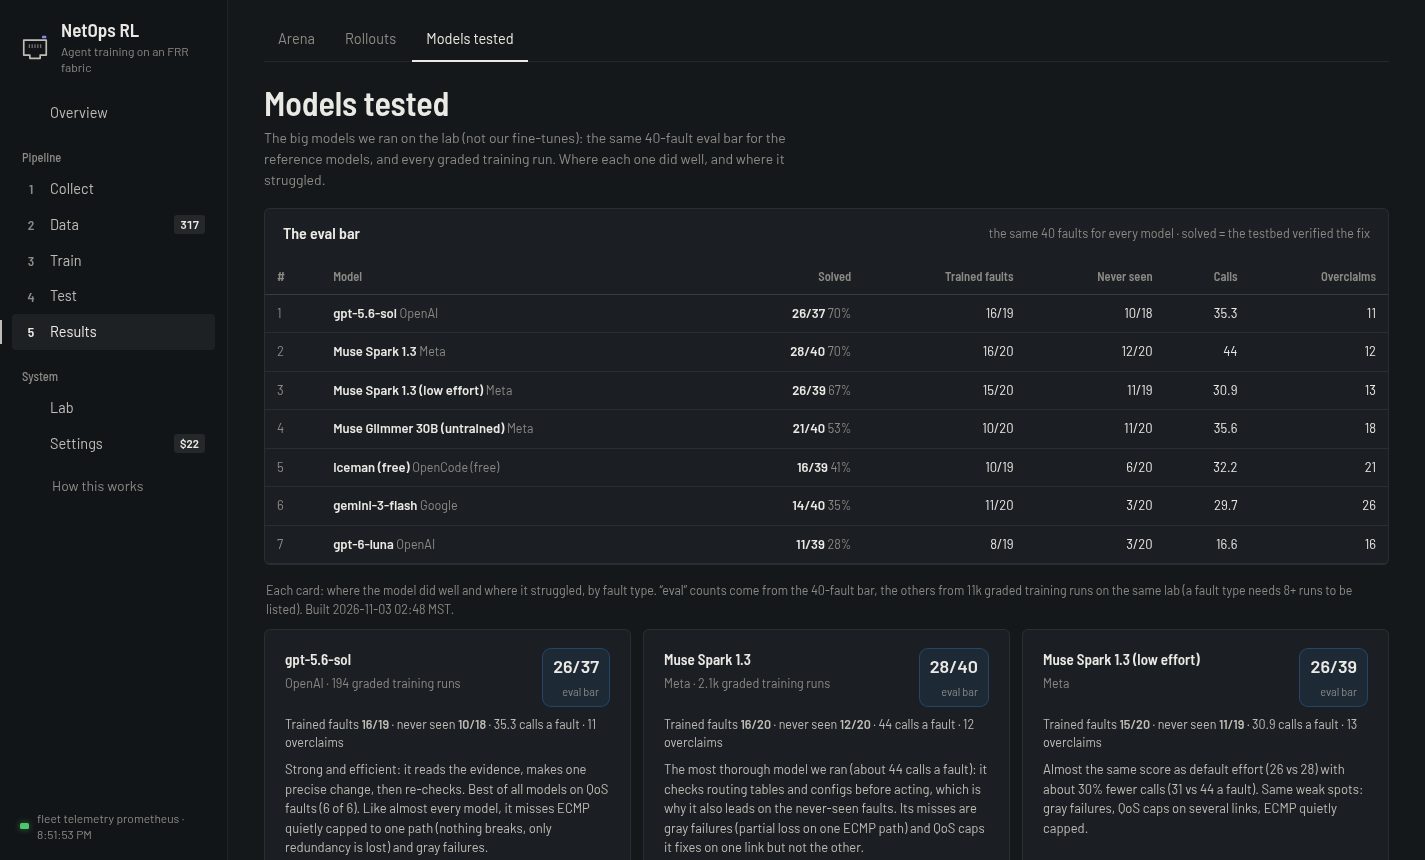 NetOps RL
Agent training on an FRR
fabric
Overview
Pipeline
1 Collect
2 Data 317
3 Train
4 Test
5 Results
System
Lab
Settings $22
How this works
fleet telemetry prometheus ·
8:51:53 PM
Arena Rollouts Models tested
Models tested
The big models we ran on the lab (not our fine-tunes): the same 40-fault eval bar for the
reference models, and every graded training run. Where each one did well, and where it
struggled.
The eval bar the same 40 faults for every model · solved = the testbed verified the fix
# Model Solved Trained faults Never seen Calls Overclaims
1 gpt-5.6-sol OpenAI 26/37 70% 16/19 10/18 35.3 11
2 Muse Spark 1.3 Meta 28/40 70% 16/20 12/20 44 12
3 Muse Spark 1.3 (low effort) Meta 26/39 67% 15/20 11/19 30.9 13
4 Muse Glimmer 30B (untrained) Meta 21/40 53% 10/20 11/20 35.6 18
5 Iceman (free) OpenCode (free) 16/39 41% 10/19 6/20 32.2 21
6 gemini-3-flash Google 14/40 35% 11/20 3/20 29.7 26
7 gpt-6-luna OpenAI 11/39 28% 8/19 3/20 16.6 16
Each card: where the model did well and where it struggled, by fault type. "eval" counts come from the 40-fault bar, the others from 11k graded training runs on the same lab (a fault type needs 8+ runs to be
listed). Built 2026-11-03 02:48 MST.
gpt-5.6-sol
OpenAI · 194 graded training runs
26/37
eval bar
Trained faults 16/19 · never seen 10/18 · 35.3 calls a fault · 11
overclaims
Strong and efficient: it reads the evidence, makes one
precise change, then re-checks. Best of all models on QoS
faults (6 of 6). Like almost every model, it misses ECMP
quietly capped to one path (nothing breaks, only
redundancy is lost) and gray failures.
Muse Spark 1.3
Meta · 2.1k graded training runs
28/40
eval bar
Trained faults 16/20 · never seen 12/20 · 44 calls a fault · 12
overclaims
The most thorough model we ran (about 44 calls a fault): it
checks routing tables and configs before acting, which is
why it also leads on the never-seen faults. Its misses are
gray failures (partial loss on one ECMP path) and QoS caps
it fixes on one link but not the other.
Muse Spark 1.3 (low effort)
Meta
26/39
eval bar
Trained faults 15/20 · never seen 11/19 · 30.9 calls a fault · 13
overclaims
Almost the same score as default effort (26 vs 28) with
about 30% fewer calls (31 vs 44 a fault). Same weak spots:
gray failures, QoS caps on several links, ECMP quietly
capped.